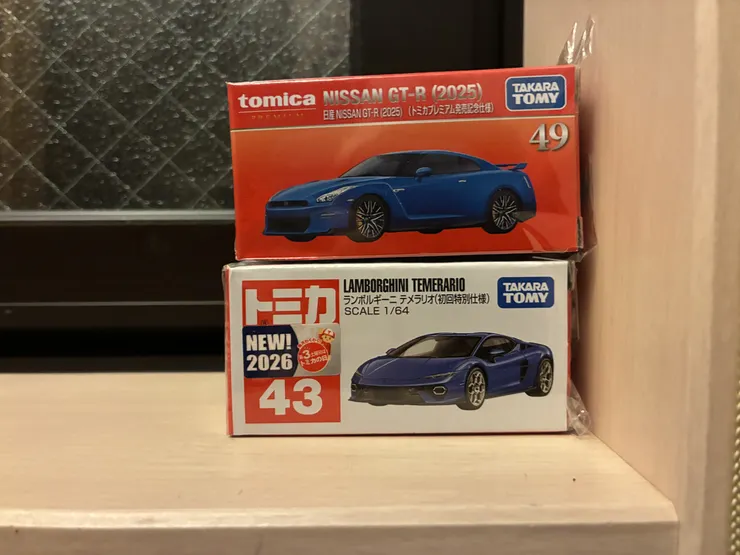 tomica NISSAN GT-R (2025)
PREMIUM 日産 NISSAN GT-R (2025) (トミカプレミアム発売記念仕様)
TAKARA
TOMY
49
トミカ
LAMBORGHINI TEMERARIO
ランボルギーニ テメラリオ(初回特別仕様)
SCALE 1/64
TAKARA
TOMY
NEW!
2026
43